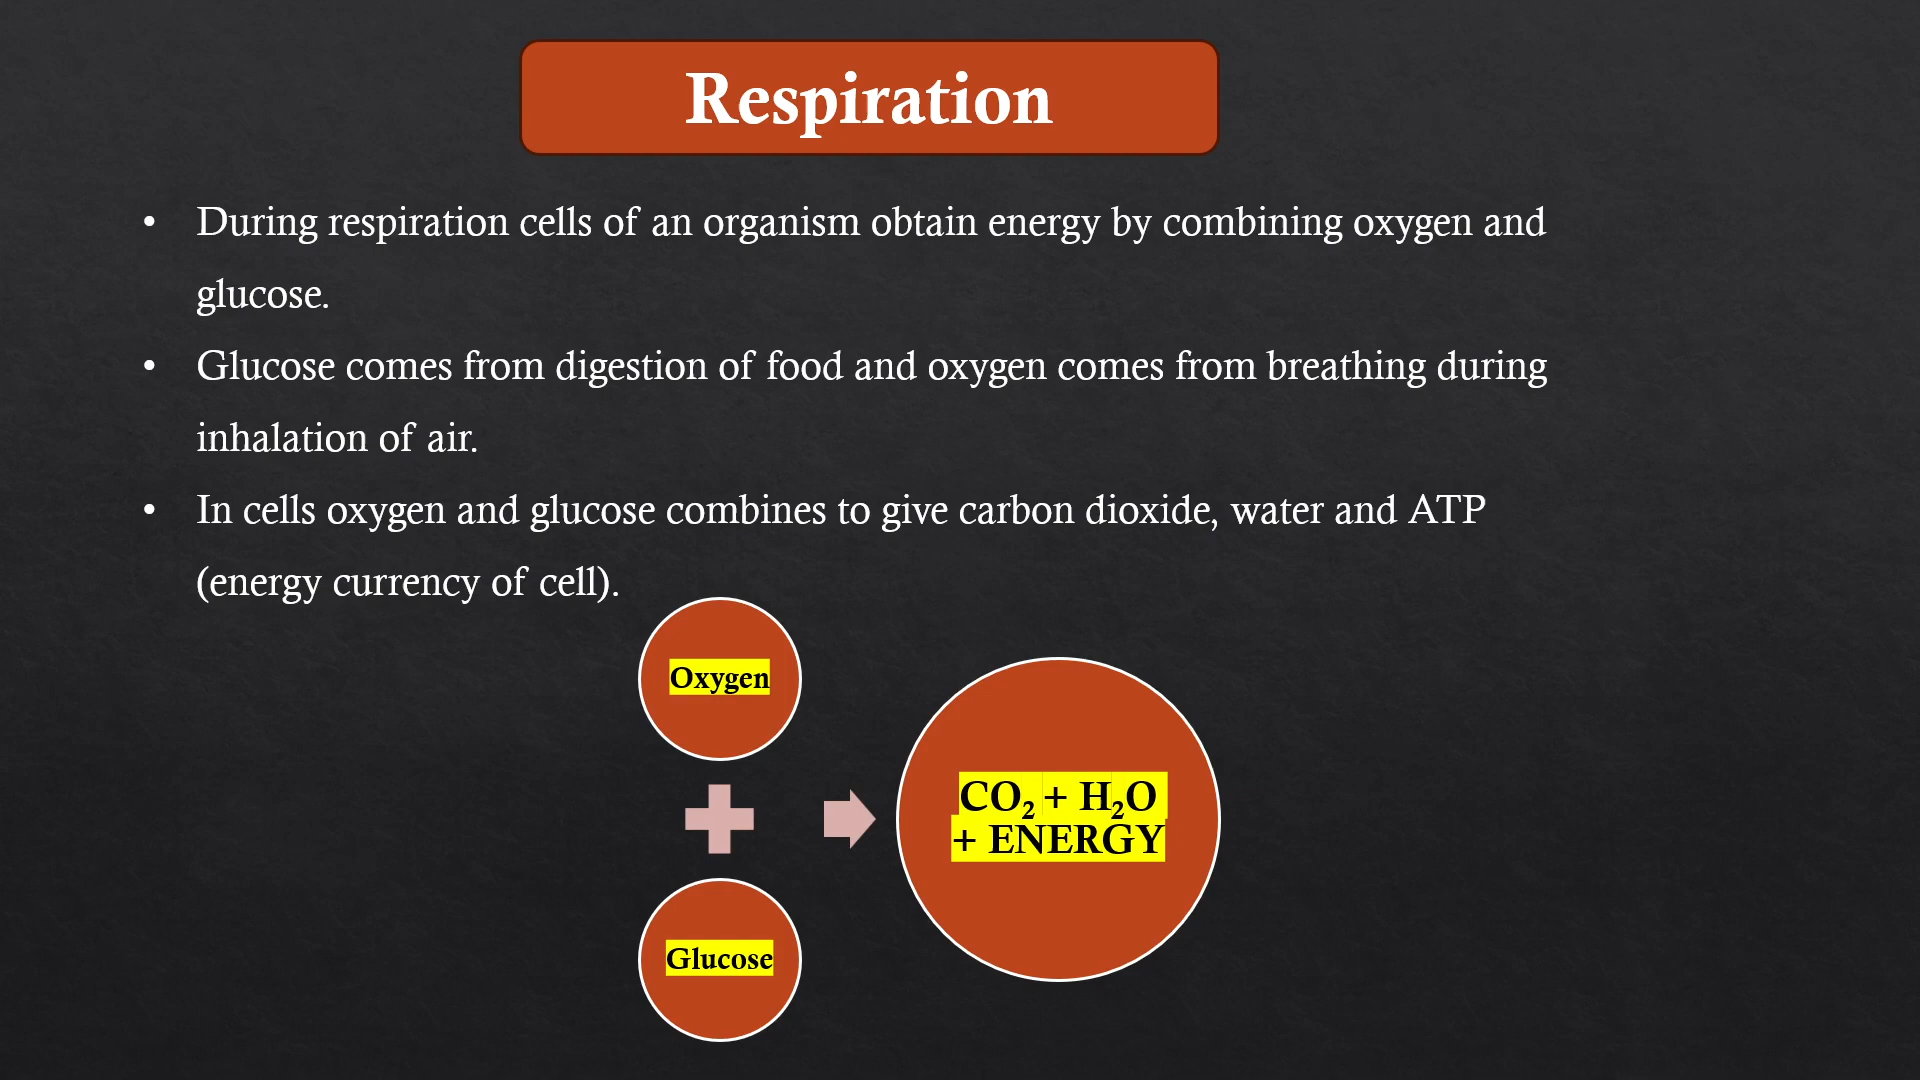 Respiration
• During respiration cells of an organism obtain energy by combining oxygen and
glucose.
• Glucose comes from digestion of food and oxygen comes from breathing during
inhalation of air.
• In cells oxygen and glucose combines to give carbon dioxide, water and ATP
(energy currency of cell).
Oxygen
Glucose
CO₂ + H₂O
+ ENERGY